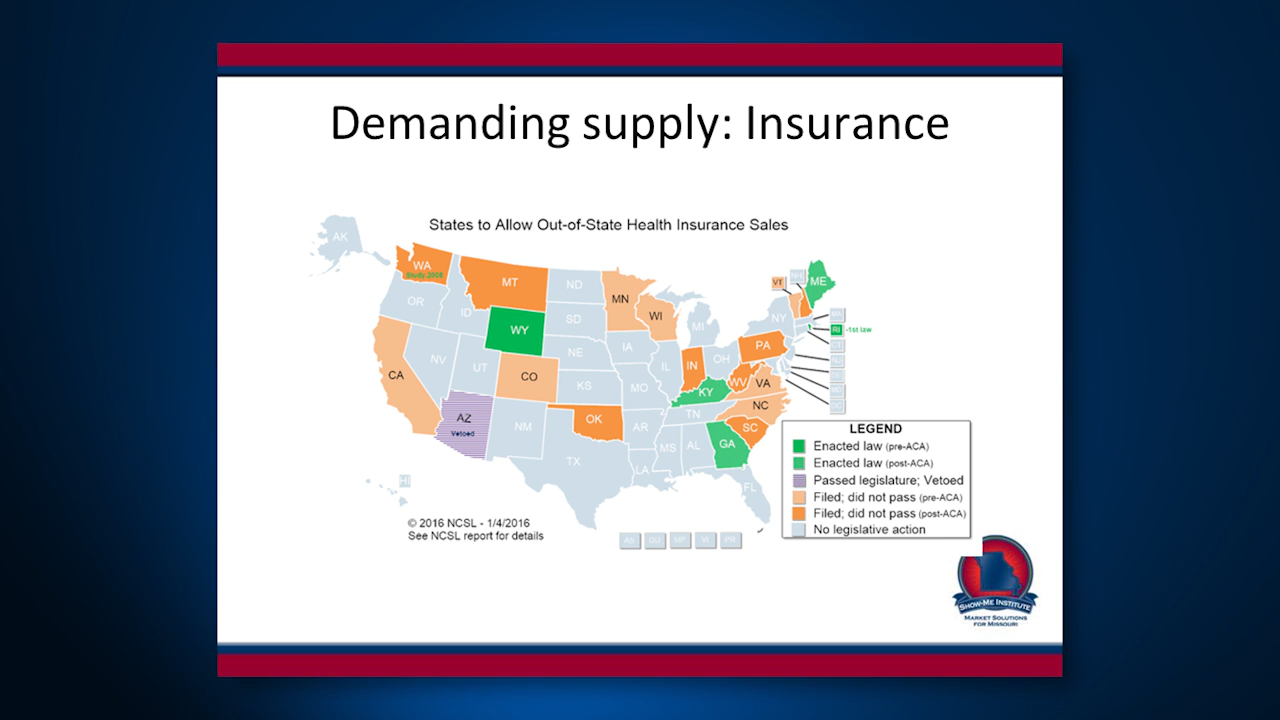 Demanding supply: Insurance
States to Allow Out-of-State Health Insurance Sales
AK
WA
Study 2008
MT
ND
MN
VT
ME
OR
ID
WY
SD
WI
MI
NY
RI
-1st law
NV
UT
CO
NE
IA
IL
IN
OH
PA
CA
KS
MO
KY
WV
VA
AZ
Vetoed
NM
OK
AR
TN
NC
SC
TX
LA
MS
AL
GA
FL
HI
LEGEND
Enacted law (pre-ACA)
Enacted law (post-ACA)
Passed legislature; Vetoed
Filed; did not pass (pre-ACA)
Filed; did not pass (post-ACA)
No legislative action
© 2016 NCSL - 1/4/2016
See NCSL report for details
AS GU MP VI PR
SHOW-ME INSTITUTE
MARKET SOLUTIONS
FOR MISSOURI